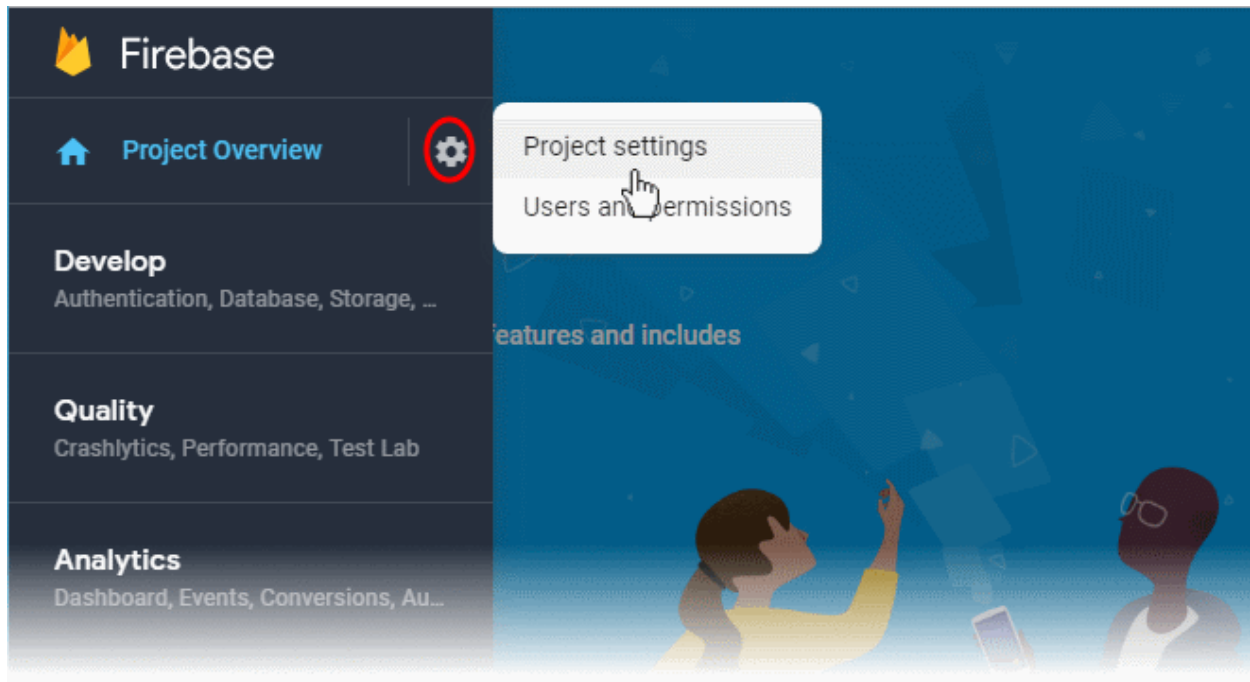 Firebase
Project Overview
Project settings
Users and permissions
Develop
Authentication, Database, Storage, ...
features and includes
Quality
Crashlytics, Performance, Test Lab
Analytics
Dashboard, Events, Conversions, Au...